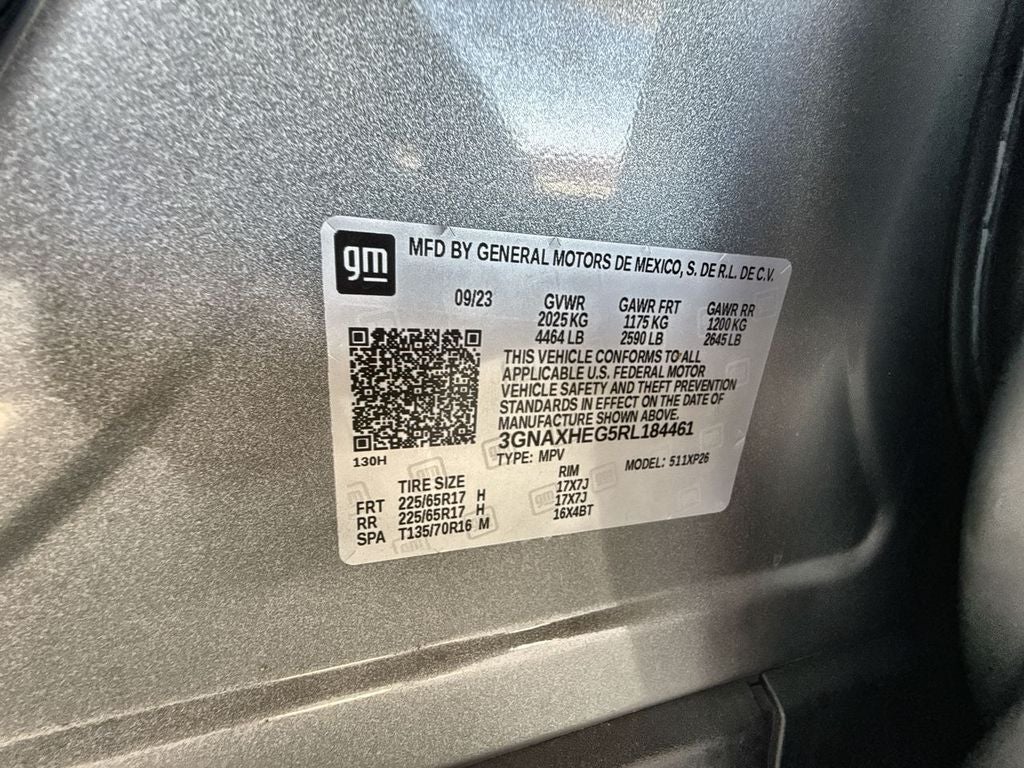 gm
MFD BY GENERAL MOTORS DE MEXICO, S. DE R.L. DE C.V.
09/23 GVWR GAWR FRT GAWR RR
2025 KG 1175 KG 1200 KG
4464 LB 2590 LB 2645 LB
THIS VEHICLE CONFORMS TO ALL
APPLICABLE U.S. FEDERAL MOTOR
VEHICLE SAFETY AND THEFT PREVENTION
STANDARDS IN EFFECT ON THE DATE OF
MANUFACTURE SHOWN ABOVE.
3GNAXHEG5RL184461
130H
TYPE: MPV MODEL: 511XP26
TIRE SIZE RIM
FRT 225/65R17 H 17X7J
RR 225/65R17 H 17X7J
SPA T135/70R16 M 16X4BT